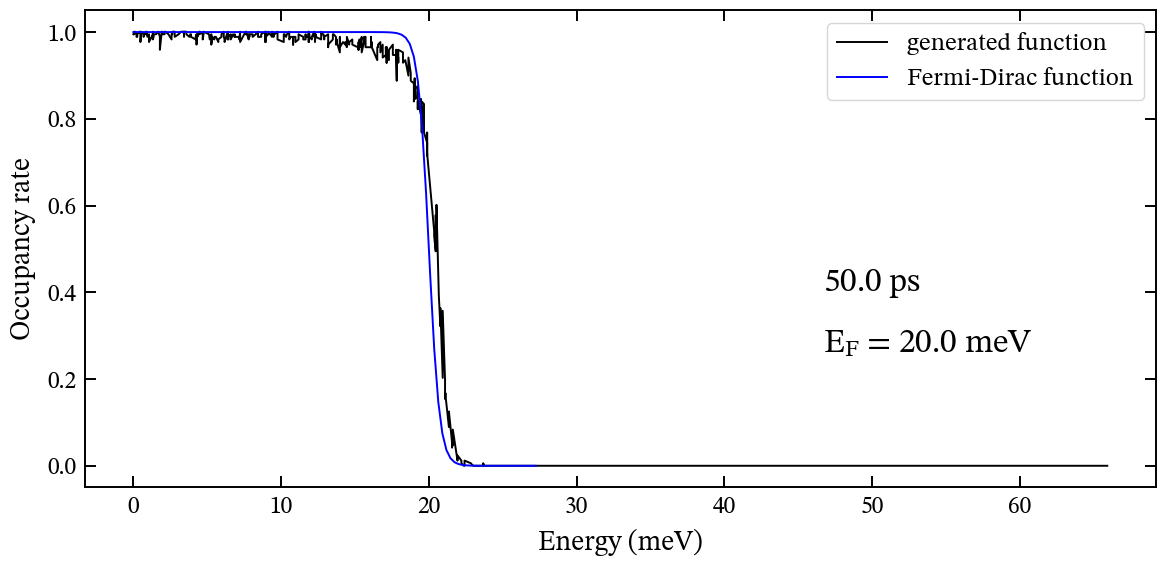 generated function
Fermi-Dirac function
1.0
0.8
0.6
0.4
0.2
0.0
Occupancy rate
50.0 ps
E_F = 20.0 meV
0 10 20 30 40 50 60
Energy (meV)